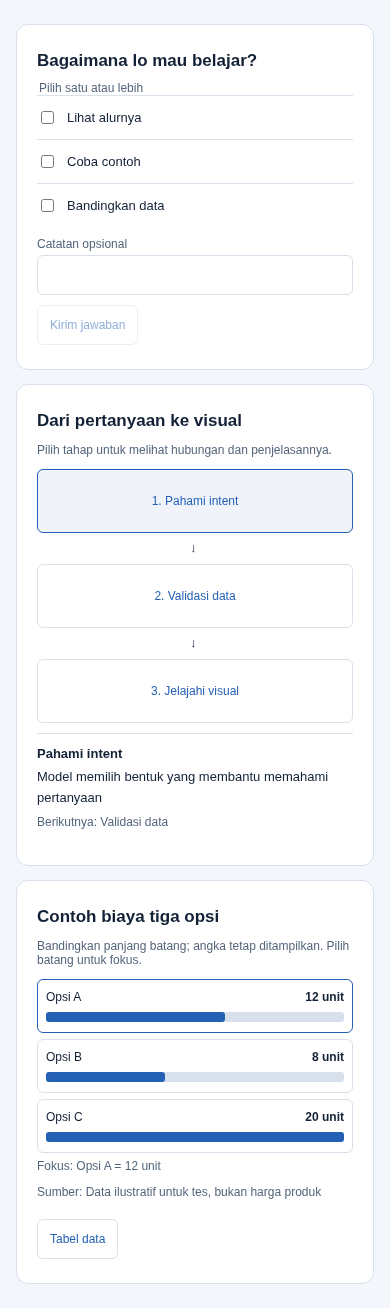 Bagaimana lo mau belajar?
Pilih satu atau lebih
Lihat alurnya
Coba contoh
Bandingkan data
Catatan opsional
Kirim jawaban
Dari pertanyaan ke visual
Pilih tahap untuk melihat hubungan dan penjelasannya.
1. Pahami intent
↓
2. Validasi data
↓
3. Jelajahi visual
Pahami intent
Model memilih bentuk yang membantu memahami
pertanyaan
Berikutnya: Validasi data
Contoh biaya tiga opsi
Bandingkan panjang batang; angka tetap ditampilkan. Pilih
batang untuk fokus.
Opsi A 12 unit
Opsi B 8 unit
Opsi C 20 unit
Fokus: Opsi A = 12 unit
Sumber: Data ilustratif untuk tes, bukan harga produk
Tabel data